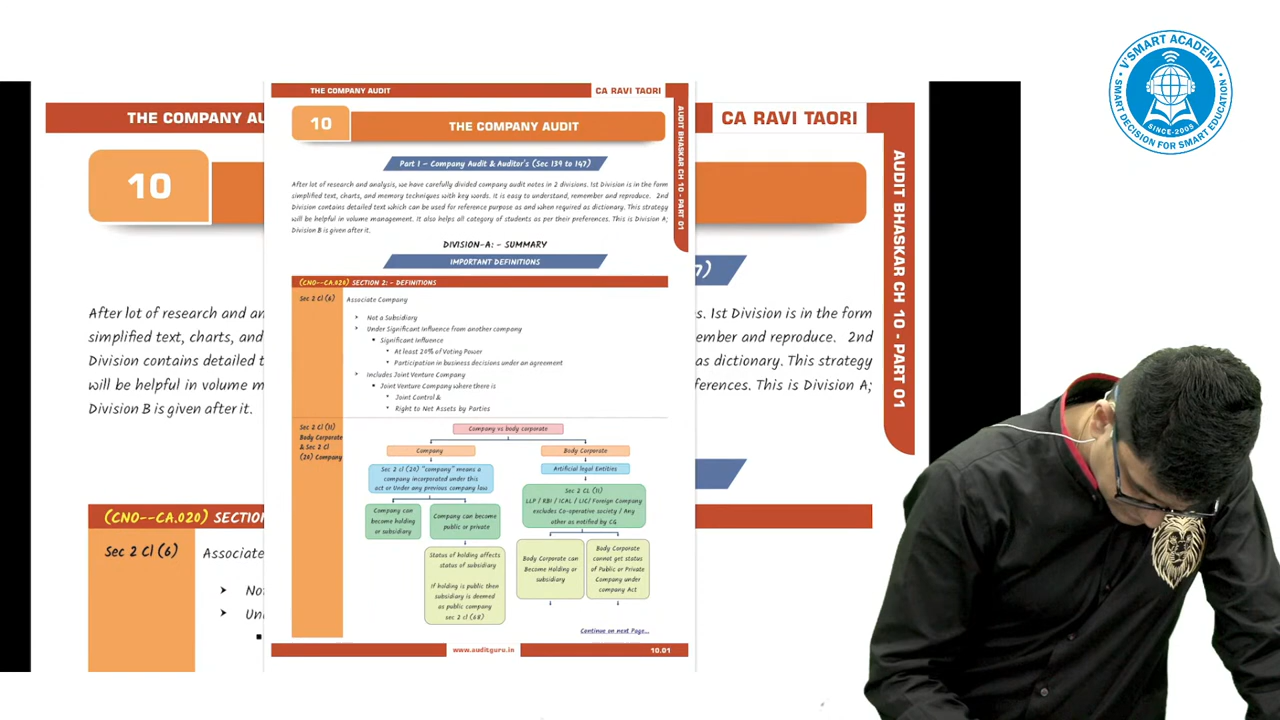 V'SMART ACADEMY
SMART DECISION FOR SMART EDUCATION
SINCE-2005
THE COMPANY AUDIT
CA RAVI TAORI
10
THE COMPANY AUDIT
Part 1 – Company Audit & Auditor's (Sec 139 to 147)
AUDIT BHASKAR CH 10 - PART 01
After lot of research and analysis, we have carefully divided company audit notes in 2 divisions. 1st Division is in the form
simplified text, charts, and memory techniques with key words. It is easy to understand, remember and reproduce. 2nd
Division contains detailed text which can be used for reference purpose as and when required as dictionary. This strategy
will be helpful in volume management. It also helps all category of students as per their preferences. This is Division A;
Division B is given after it.
DIVISION-A: - SUMMARY
IMPORTANT DEFINITIONS
(CNO--CA.020) SECTION 2: - DEFINITIONS
Sec 2 Cl (6)
Associate Company
Not a Subsidiary
Under Significant Influence from another company
Significant Influence
At least 20% of Voting Power
Participation in business decisions under an agreement
Includes Joint Venture Company
Joint Venture Company where there is
Joint Control &
Right to Net Assets by Parties
Sec 2 Cl (11)
Body Corporate
& Sec 2 Cl
(20) Company
Company vs body corporate
Company
Body Corporate
Sec 2 cl (20) "company" means a
company incorporated under this
act or Under any previous company law
Artificial legal Entities
Sec 2 CL (11)
LLP / RBI / ICAI / LIC/ Foreign Company
excludes Co-operative society / Any
other as notified by CG
Company can
become holding
or subsidiary
Company can become
public or private
Status of holding affects
status of subsidiary
If holding is public then
subsidiary is deemed
as public company
sec 2 cl (68)
Body Corporate can
Become Holding or
subsidiary
Body Corporate
cannot get status
of Public or Private
Company under
company Act
Continue on next Page...
www.auditguru.in
10.01
THE COMPANY AU
CA RAVI TAORI
10
7)
AUDIT BHASKAR CH 10 - PART 01
After lot of research and an
s. 1st Division is in the form
simplified text, charts, and
ember and reproduce. 2nd
Division contains detailed t
as dictionary. This strategy
will be helpful in volume m
ferences. This is Division A;
Division B is given after it.
(CNO--CA.020) SECTION
Sec 2 Cl (6)
Associate
Not
Und